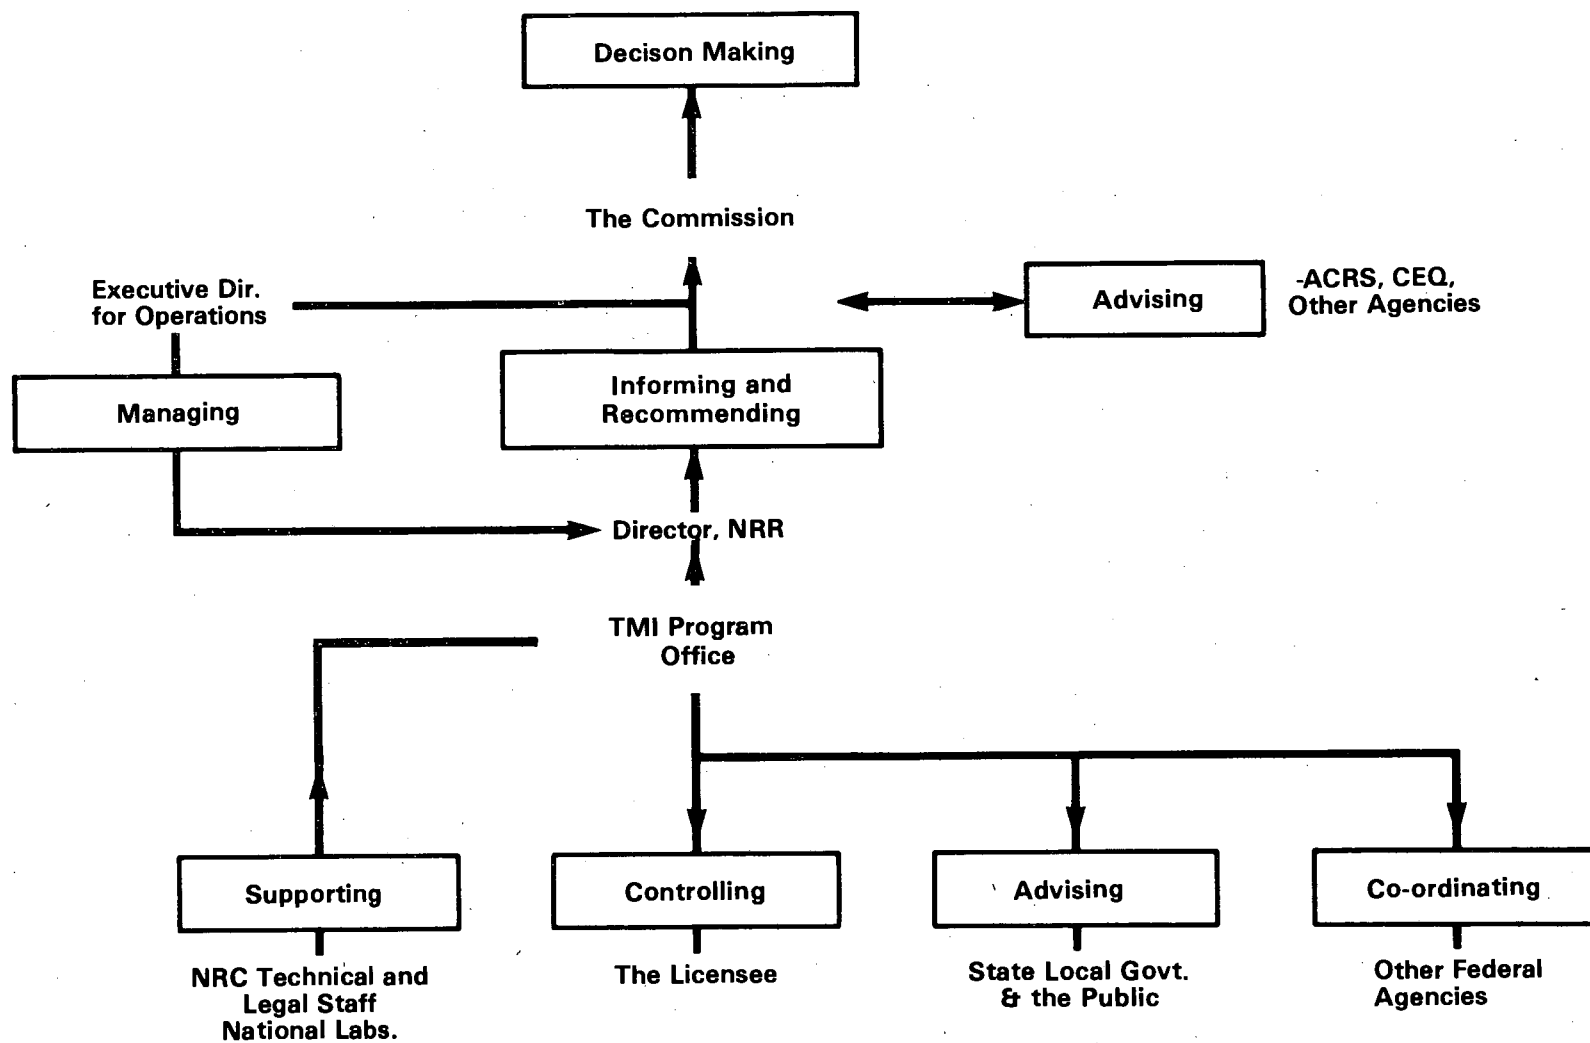 Decison Making
The Commission
Executive Dir.
for Operations
Advising
-ACRS, CEQ,
Other Agencies
Managing
Informing and
Recommending
Director, NRR
TMI Program
Office
Supporting
Controlling
Advising
Co-ordinating
NRC Technical and
Legal Staff
National Labs.
The Licensee
State Local Govt.
& the Public
Other Federal
Agencies